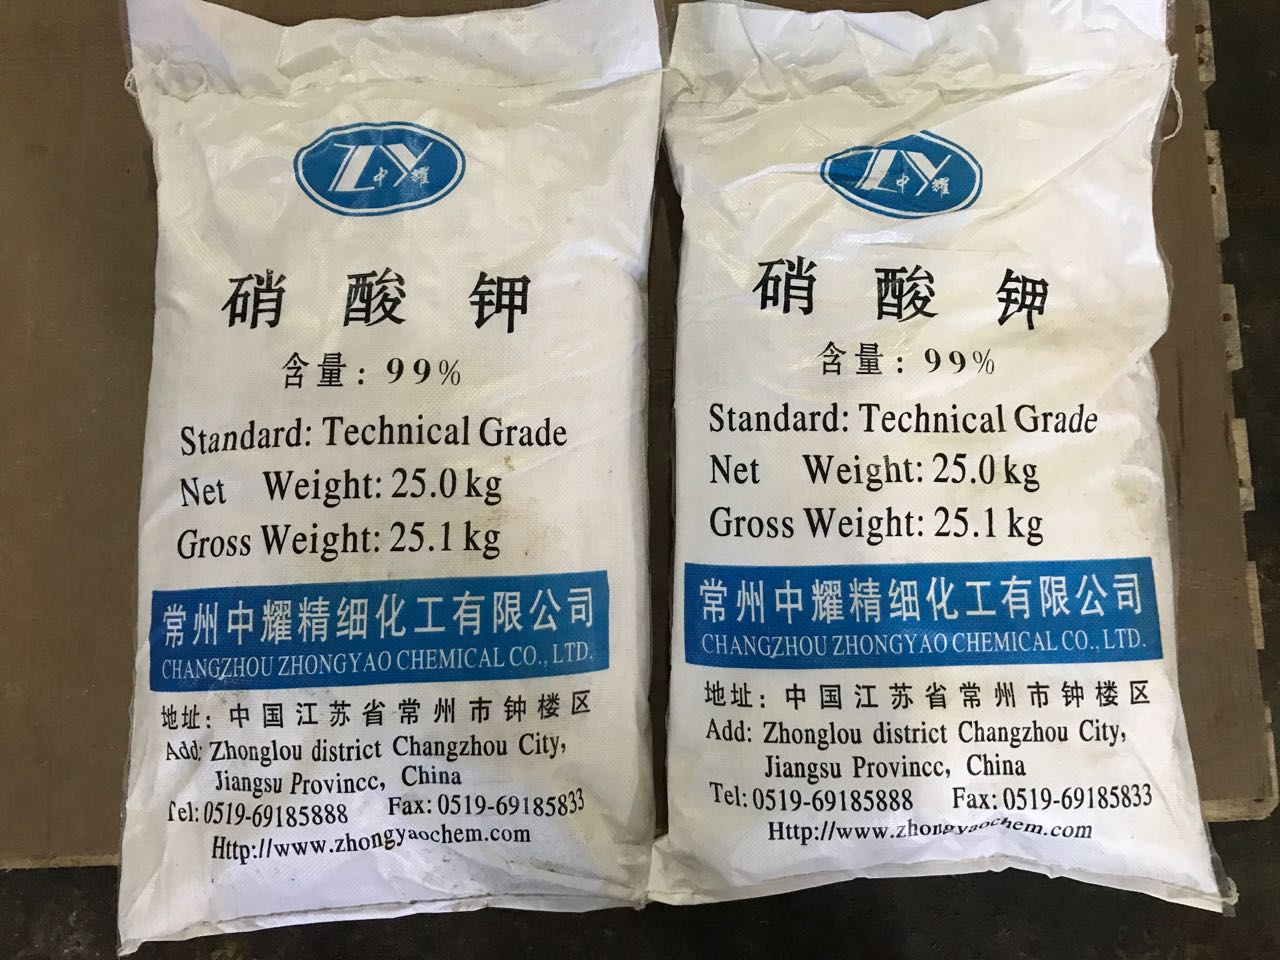 ZY
中耀
硝酸钾
含量：99%
Standard: Technical Grade
Net Weight: 25.0 kg
Gross Weight: 25.1 kg
常州中耀精细化工有限公司
CHANGZHOU ZHONGYAO CHEMICAL CO., LTD.
地址：中国江苏省常州市钟楼区
Add: Zhonglou district Changzhou City,
Jiangsu Provincc, China
Tel: 0519-69185888 Fax: 0519-69185833
Http://www.zhongyaochem.com
ZY
中耀
硝酸钾
含量：99%
Standard: Technical Grade
Net Weight: 25.0 kg
Gross Weight: 25.1 kg
常州中耀精细化工有限公司
CHANGZHOU ZHONGYAO CHEMICAL CO., LTD.
地址：中国江苏省常州市钟楼区
Add: Zhonglou district Changzhou City,
Jiangsu Provincc, China
Tel: 0519-69185888 Fax: 0519-69185833
Http://www.zhongyaochem.com